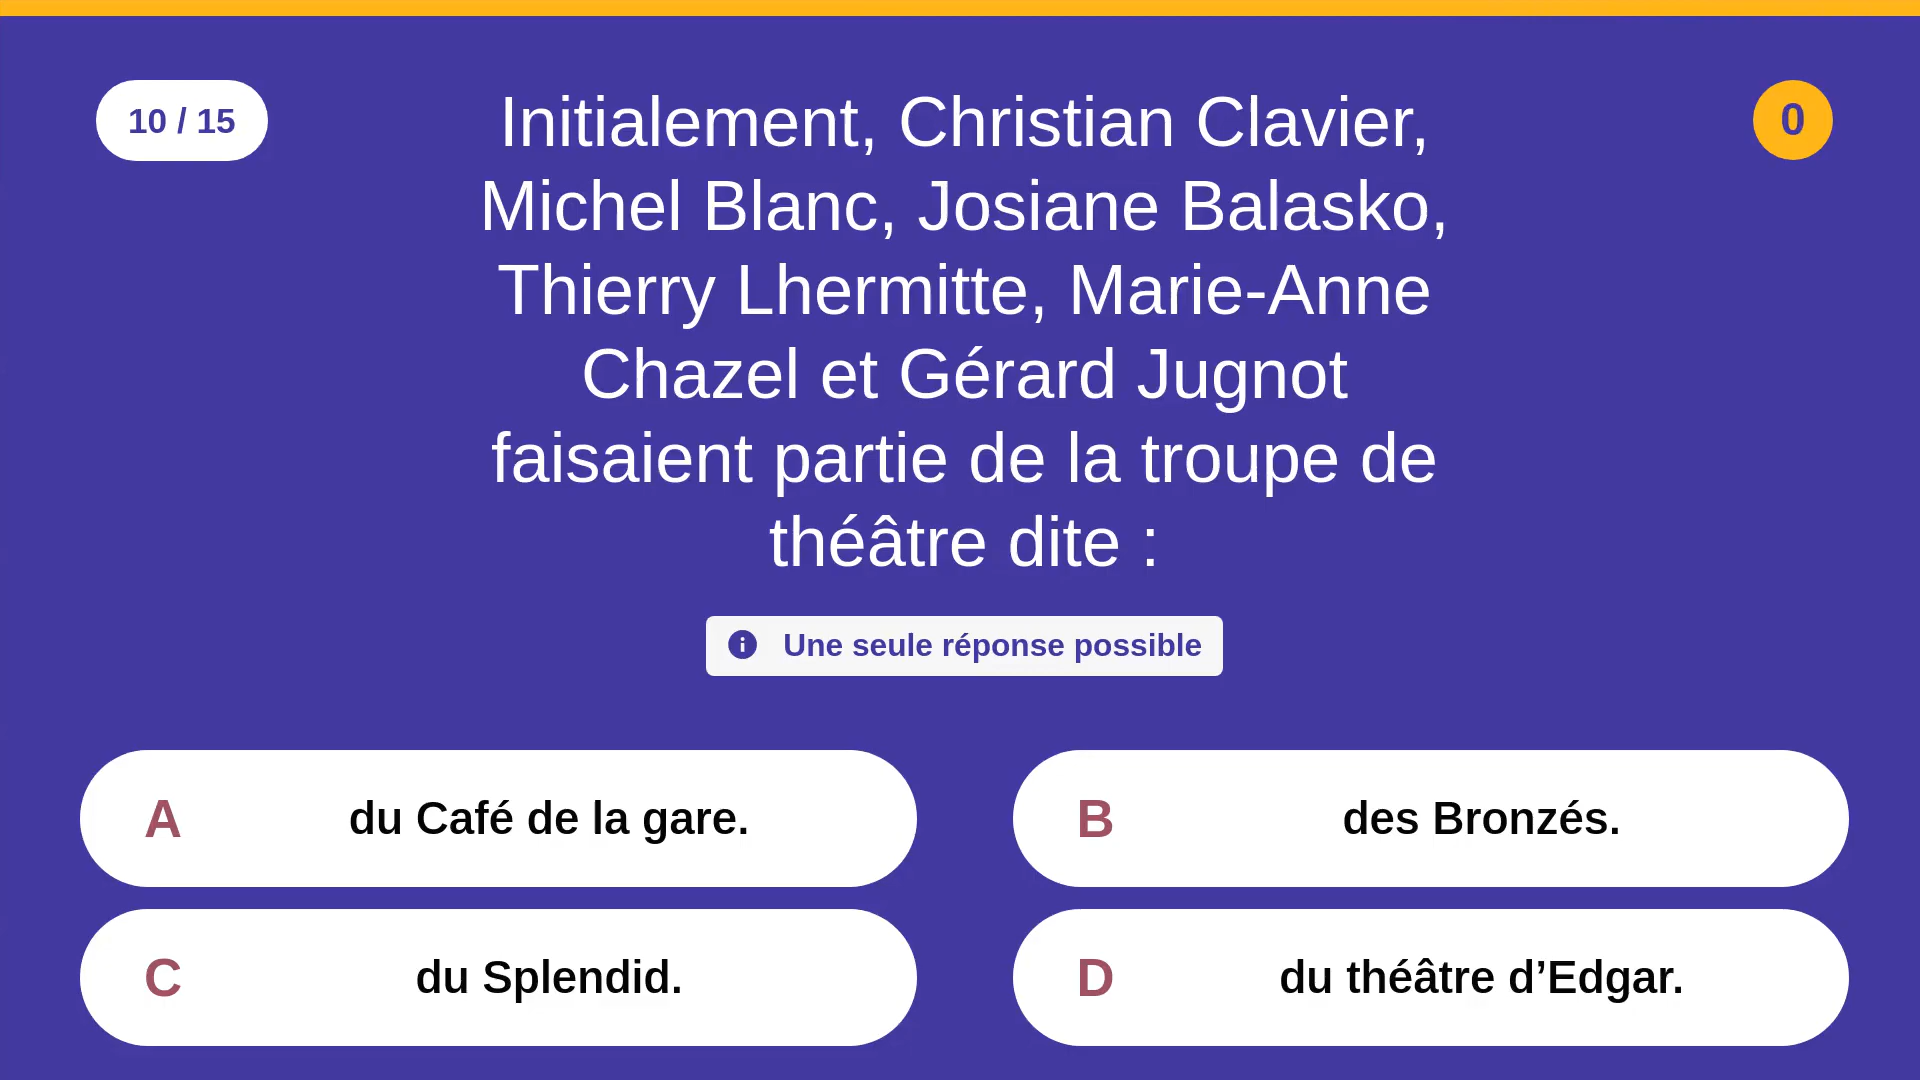 10 / 15
0
Initialement, Christian Clavier,
Michel Blanc, Josiane Balasko,
Thierry Lhermitte, Marie-Anne
Chazel et Gérard Jugnot
faisaient partie de la troupe de
théâtre dite :
Une seule réponse possible
A du Café de la gare.
B des Bronzés.
C du Splendid.
D du théâtre d’Edgar.